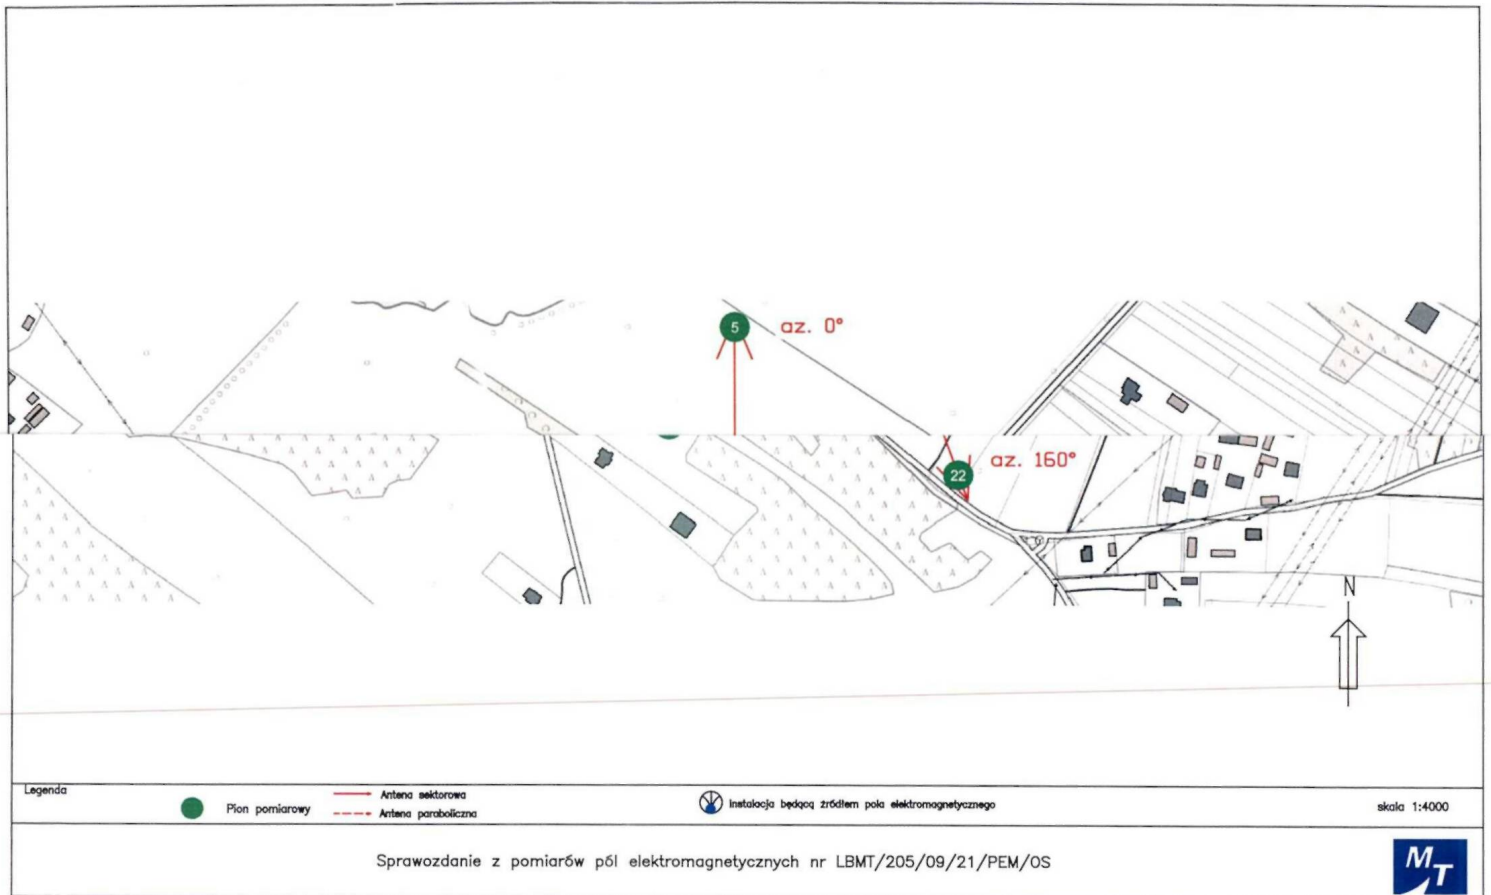 5
az. 0°
az. 160°
22
N
Legenda
Pion pomiarowy
Antena sektorowa
Antena paraboliczna
instalacja będącą źródłem pola elektromagnetycznego
skala 1:4000
Sprawozdanie z pomiarów pól elektromagnetycznych nr LBMT/205/09/21/PEM/OS
MT